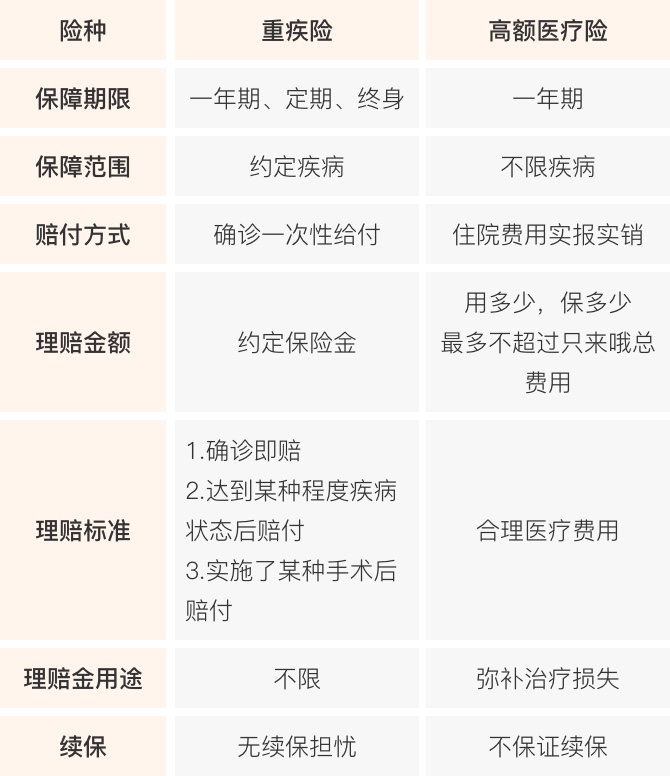 险种 重疾险 高额医疗险
保障期限 一年期、定期、终身 一年期
保障范围 约定疾病 不限疾病
赔付方式 确诊一次性给付 住院费用实报实销
理赔金额 约定保险金 用多少，保多少
最多不超过只来哦总
费用
理赔标准
1.确诊即赔
2.达到某种程度疾病
状态后赔付
3.实施了某种手术后
赔付
合理医疗费用
理赔金用途 不限 弥补治疗损失
续保 无续保担忧 不保证续保